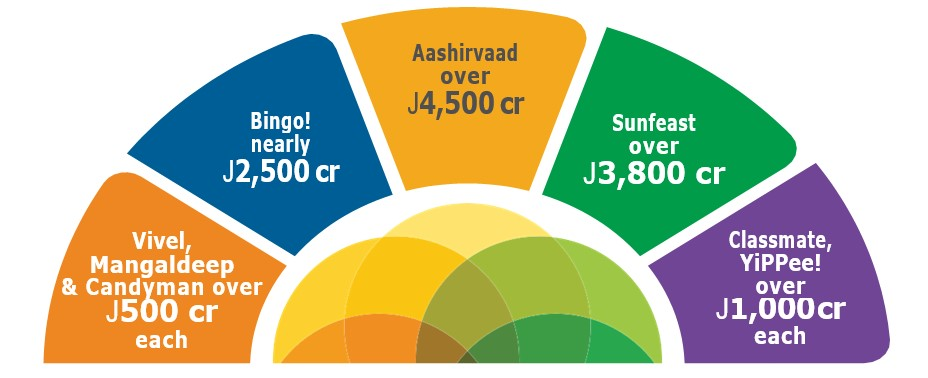 Vivel,
Mangaldeep
& Candyman over
J500 cr
each
Bingo!
nearly
J2,500 cr
Aashirvaad
over
J4,500 cr
Sunfeast
over
J3,800 cr
Classmate,
YiPPee!
over
J1,000cr
each